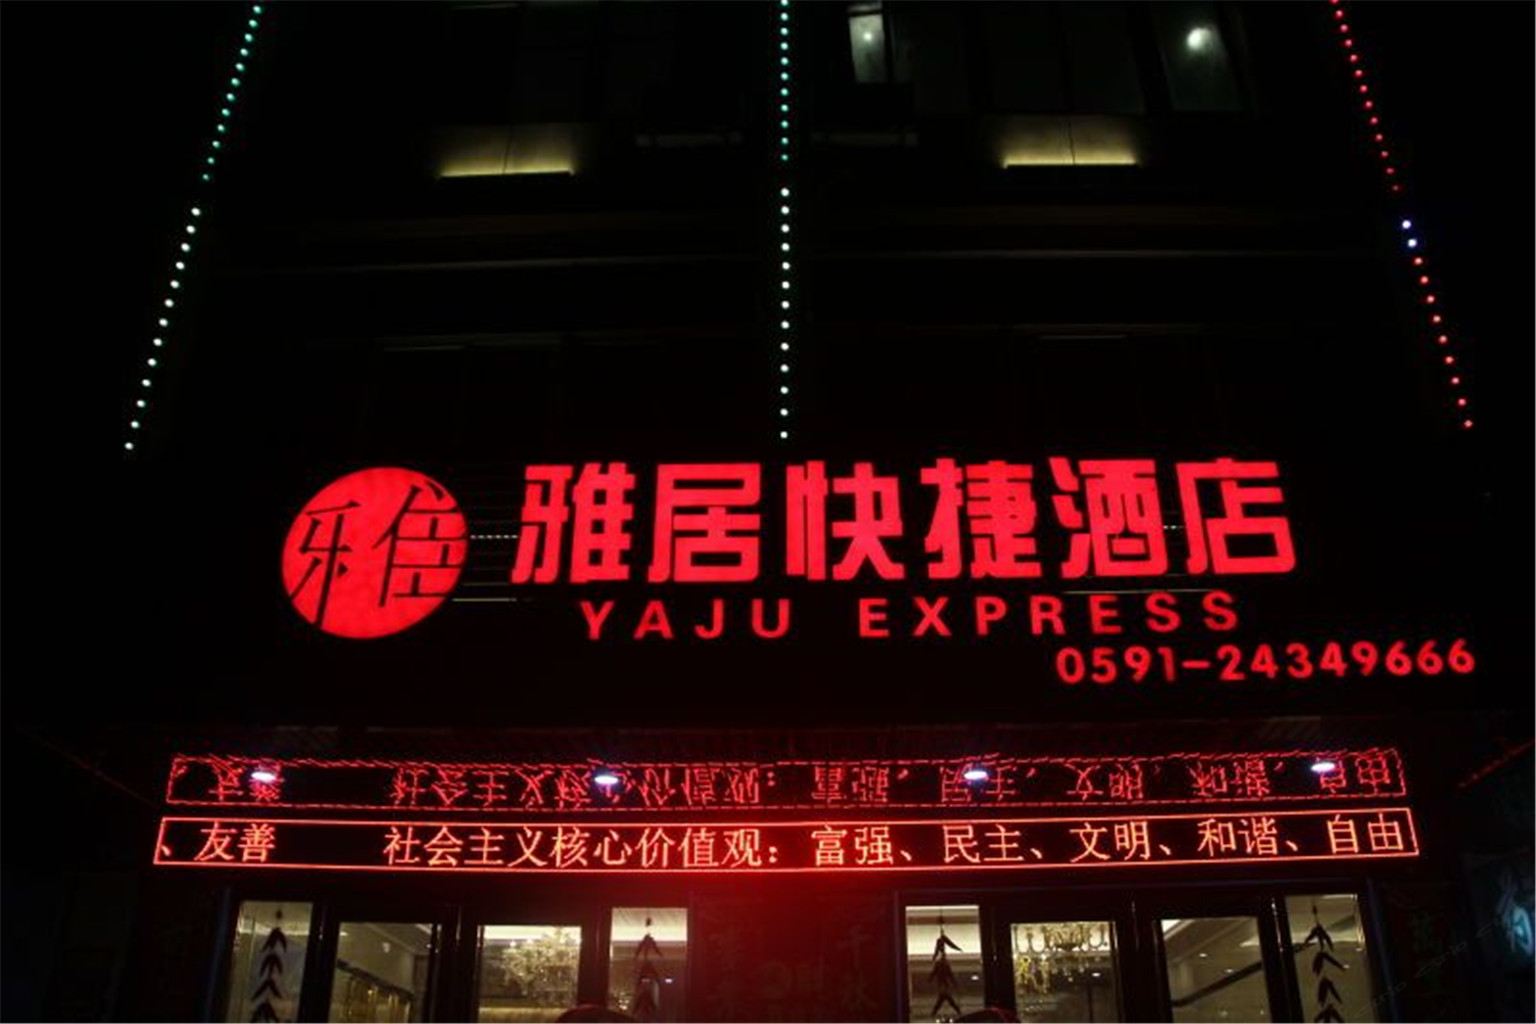 雅居快捷酒店
YAJU EXPRESS
0591-24349666
、友善 社会主义核心价值观：富强、民主、文明、和谐、自由